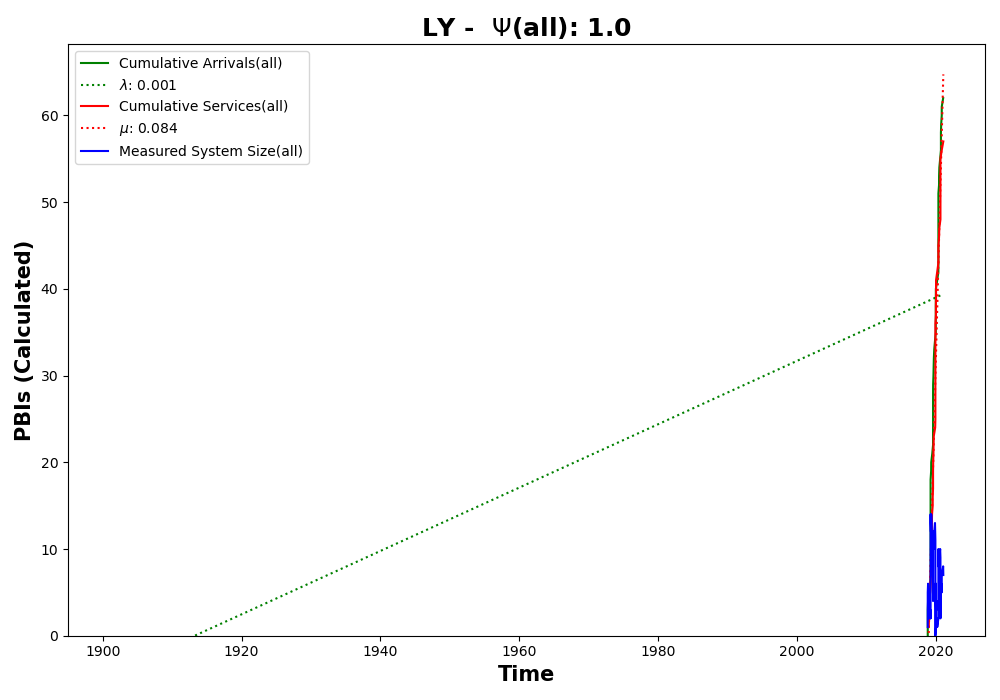 LY - Ψ(all): 1.0
Cumulative Arrivals(all)
λ: 0.001
Cumulative Services(all)
μ: 0.084
Measured System Size(all)
PBIs (Calculated)
60
50
40
30
20
10
0
1900 1920 1940 1960 1980 2000 2020
Time